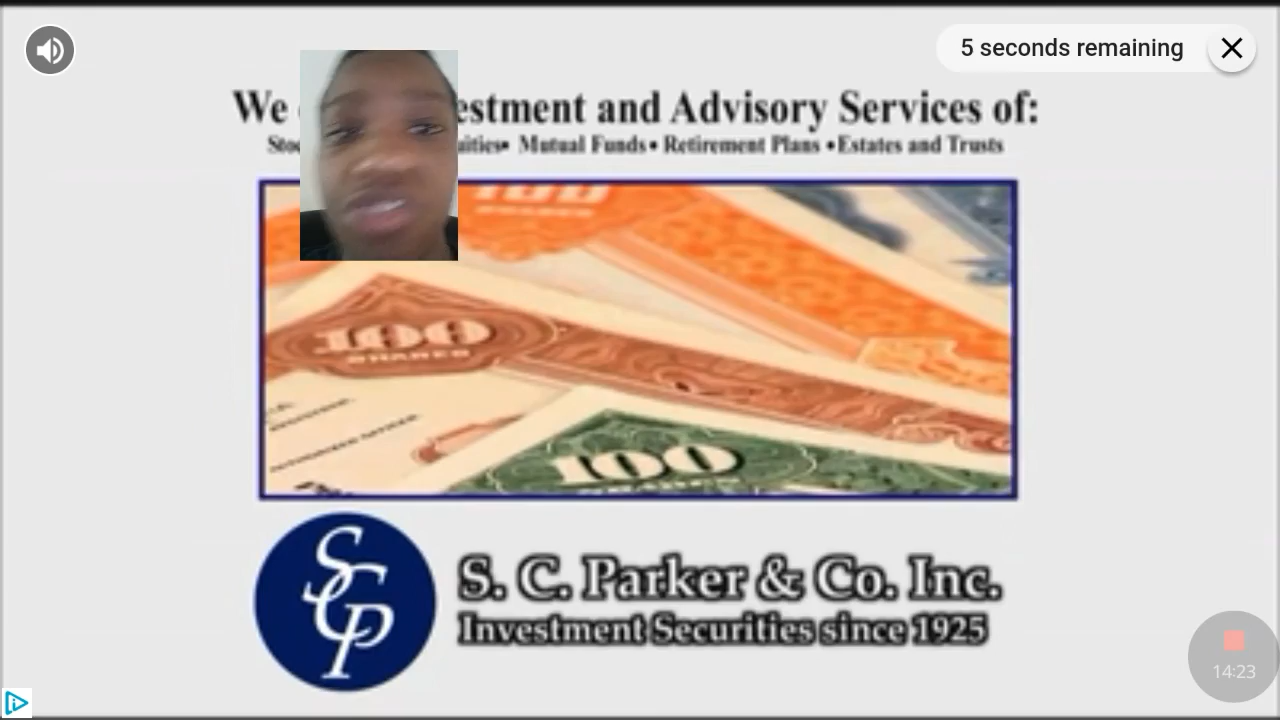 5 seconds remaining
We estment and Advisory Services of:
Mutual Funds • Retirement Plans • Estates and Trusts
100
SHARES
100
SCP
S. C. Parker & Co. Inc.
Investment Securities since 1925
14:23